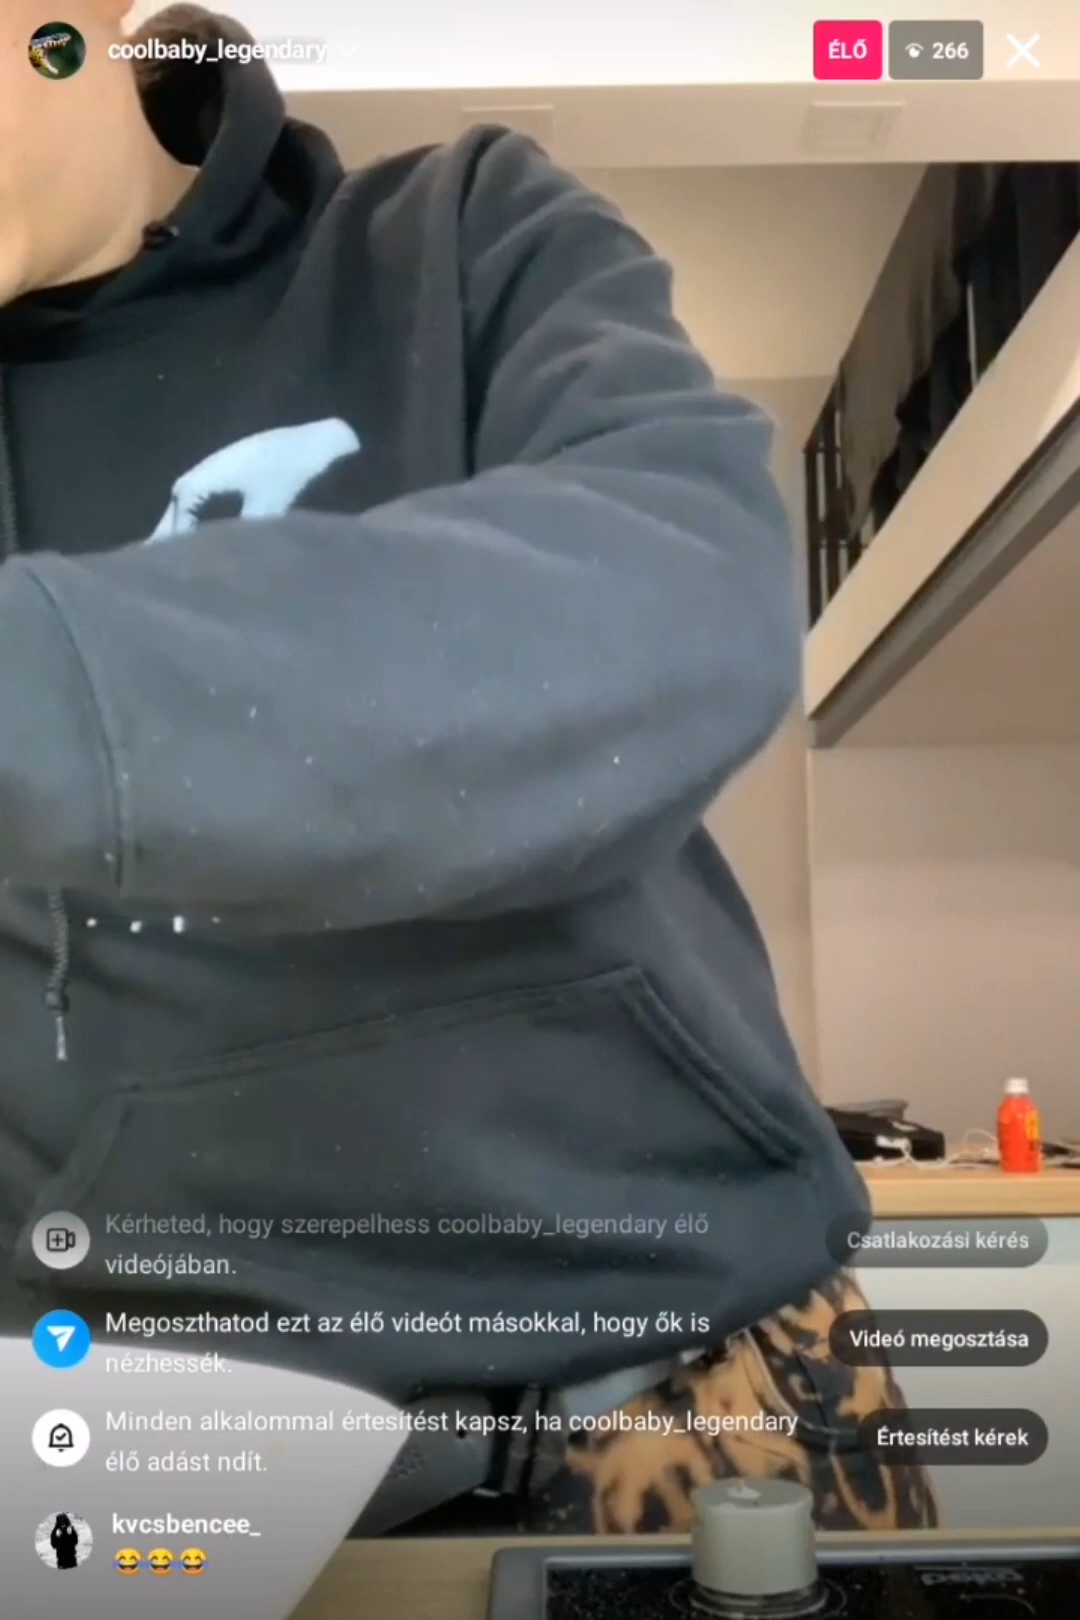 coolbaby_legendary
ÉLŐ
266
Kérheted, hogy szerepelhess coolbaby_legendary élő
videójában.
Csatlakozási kérés
Megoszthatod ezt az élő videót másokkal, hogy ők is
nézhessék.
Videó megosztása
Minden alkalommal értesítést kapsz, ha coolbaby_legendary
élő adást ndít.
Értesítést kérek
kvcsbencee_
😂😂😂